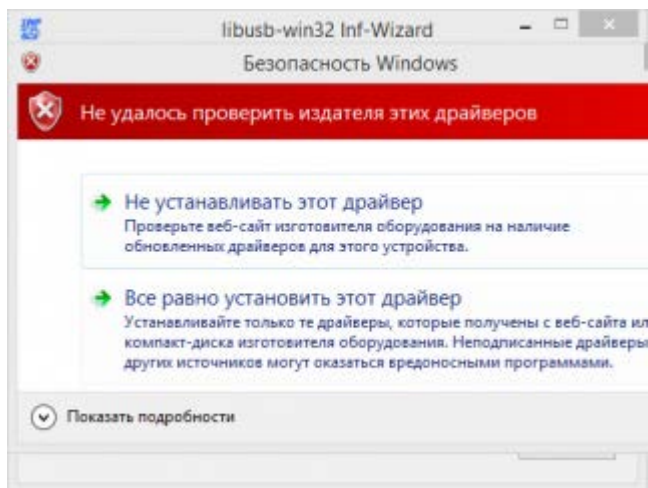 libusb-win32 Inf-Wizard
Безопасность Windows
Не удалось проверить издателя этих драйверов
Не устанавливать этот драйвер
Проверьте веб-сайт изготовителя оборудования на наличие
обновленных драйверов для этого устройства.
Все равно установить этот драйвер
Устанавливайте только те драйверы, которые получены с веб-сайта ил
компакт-диска изготовителя оборудования. Неподписанные драйверы
других источников могут оказаться вредоносными программами.
Показать подробности